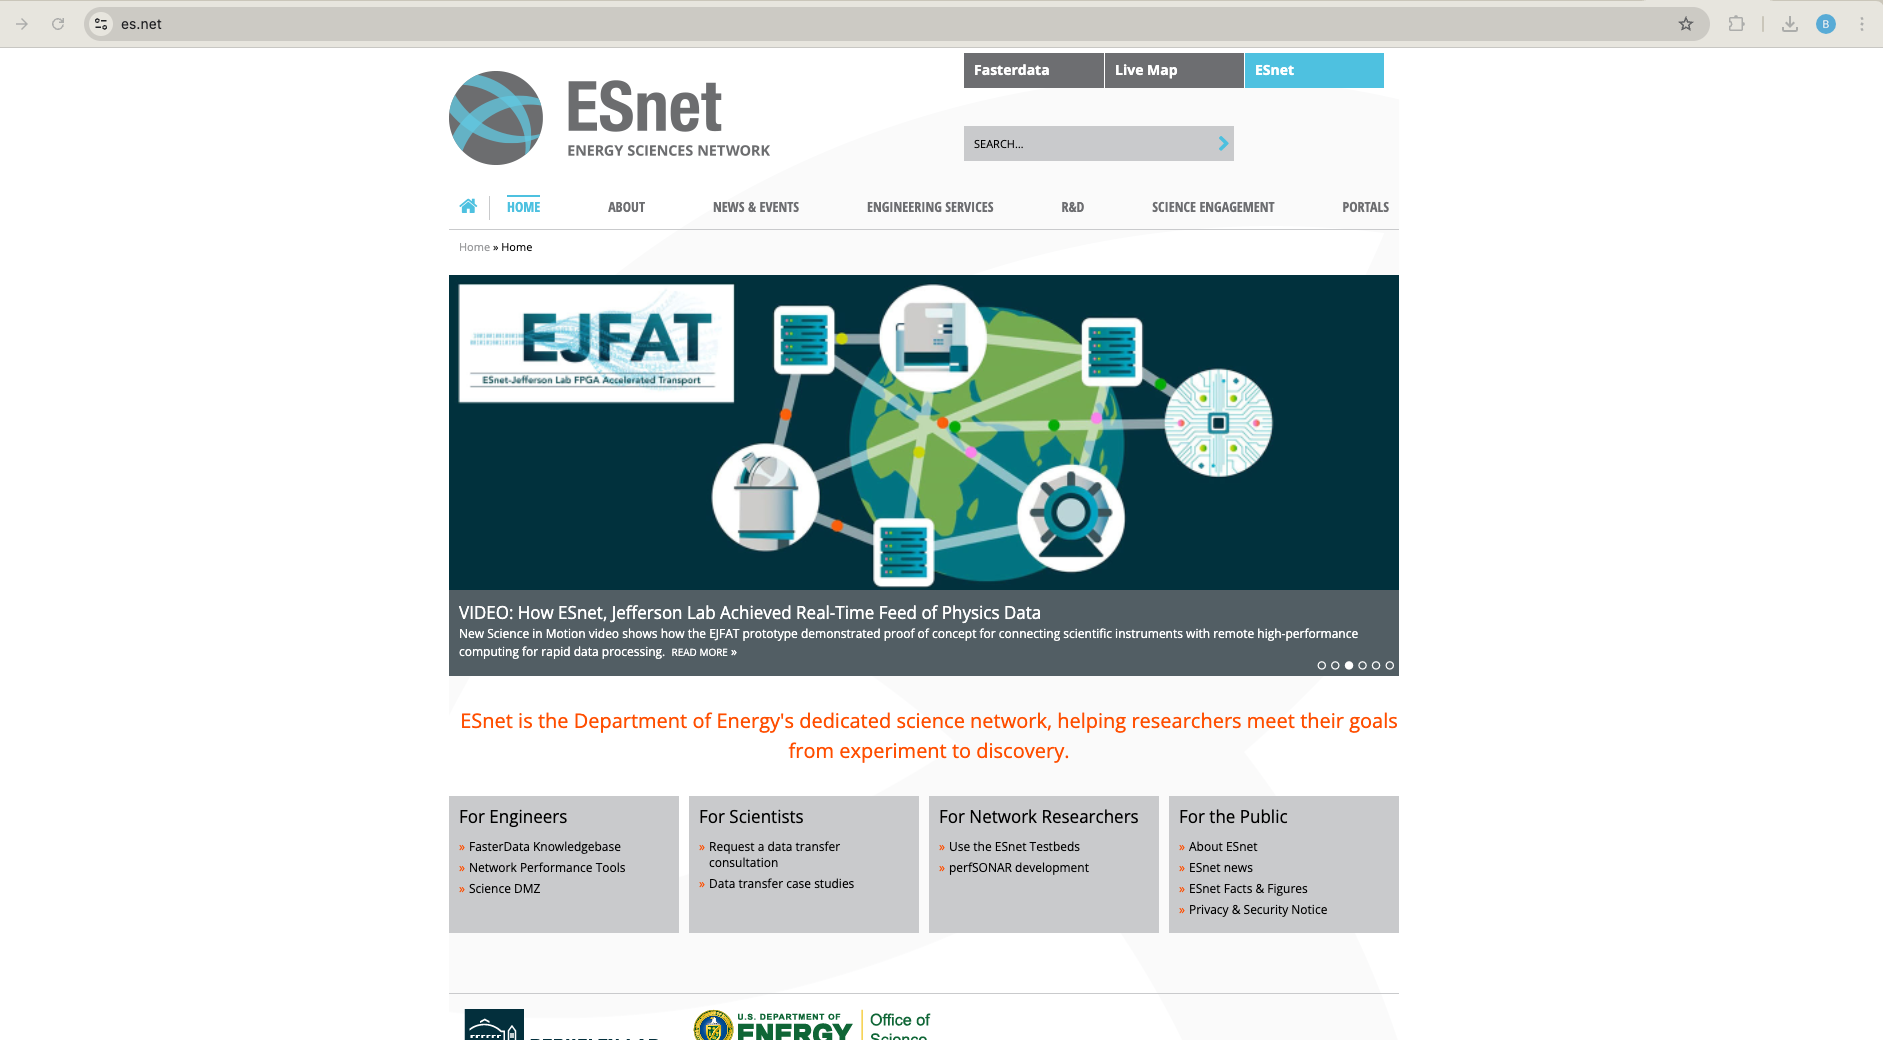 es.net
B
Fasterdata
Live Map
ESnet
ESnet
ENERGY SCIENCES NETWORK
SEARCH...
HOME
ABOUT
NEWS & EVENTS
ENGINEERING SERVICES
R&D
SCIENCE ENGAGEMENT
PORTALS
Home » Home
EJFAT
ESnet-Jefferson Lab FPGA Accelerated Transport
VIDEO: How ESnet, Jefferson Lab Achieved Real-Time Feed of Physics Data
New Science in Motion video shows how the EJFAT prototype demonstrated proof of concept for connecting scientific instruments with remote high-performance
computing for rapid data processing. READ MORE »
ESnet is the Department of Energy's dedicated science network, helping researchers meet their goals
from experiment to discovery.
For Engineers
» FasterData Knowledgebase
» Network Performance Tools
» Science DMZ
For Scientists
» Request a data transfer
consultation
» Data transfer case studies
For Network Researchers
» Use the ESnet Testbeds
» perfSONAR development
For the Public
» About ESnet
» ESnet news
» ESnet Facts & Figures
» Privacy & Security Notice
BERKELEY LAB
U.S. DEPARTMENT OF
ENERGY
Office of
Science